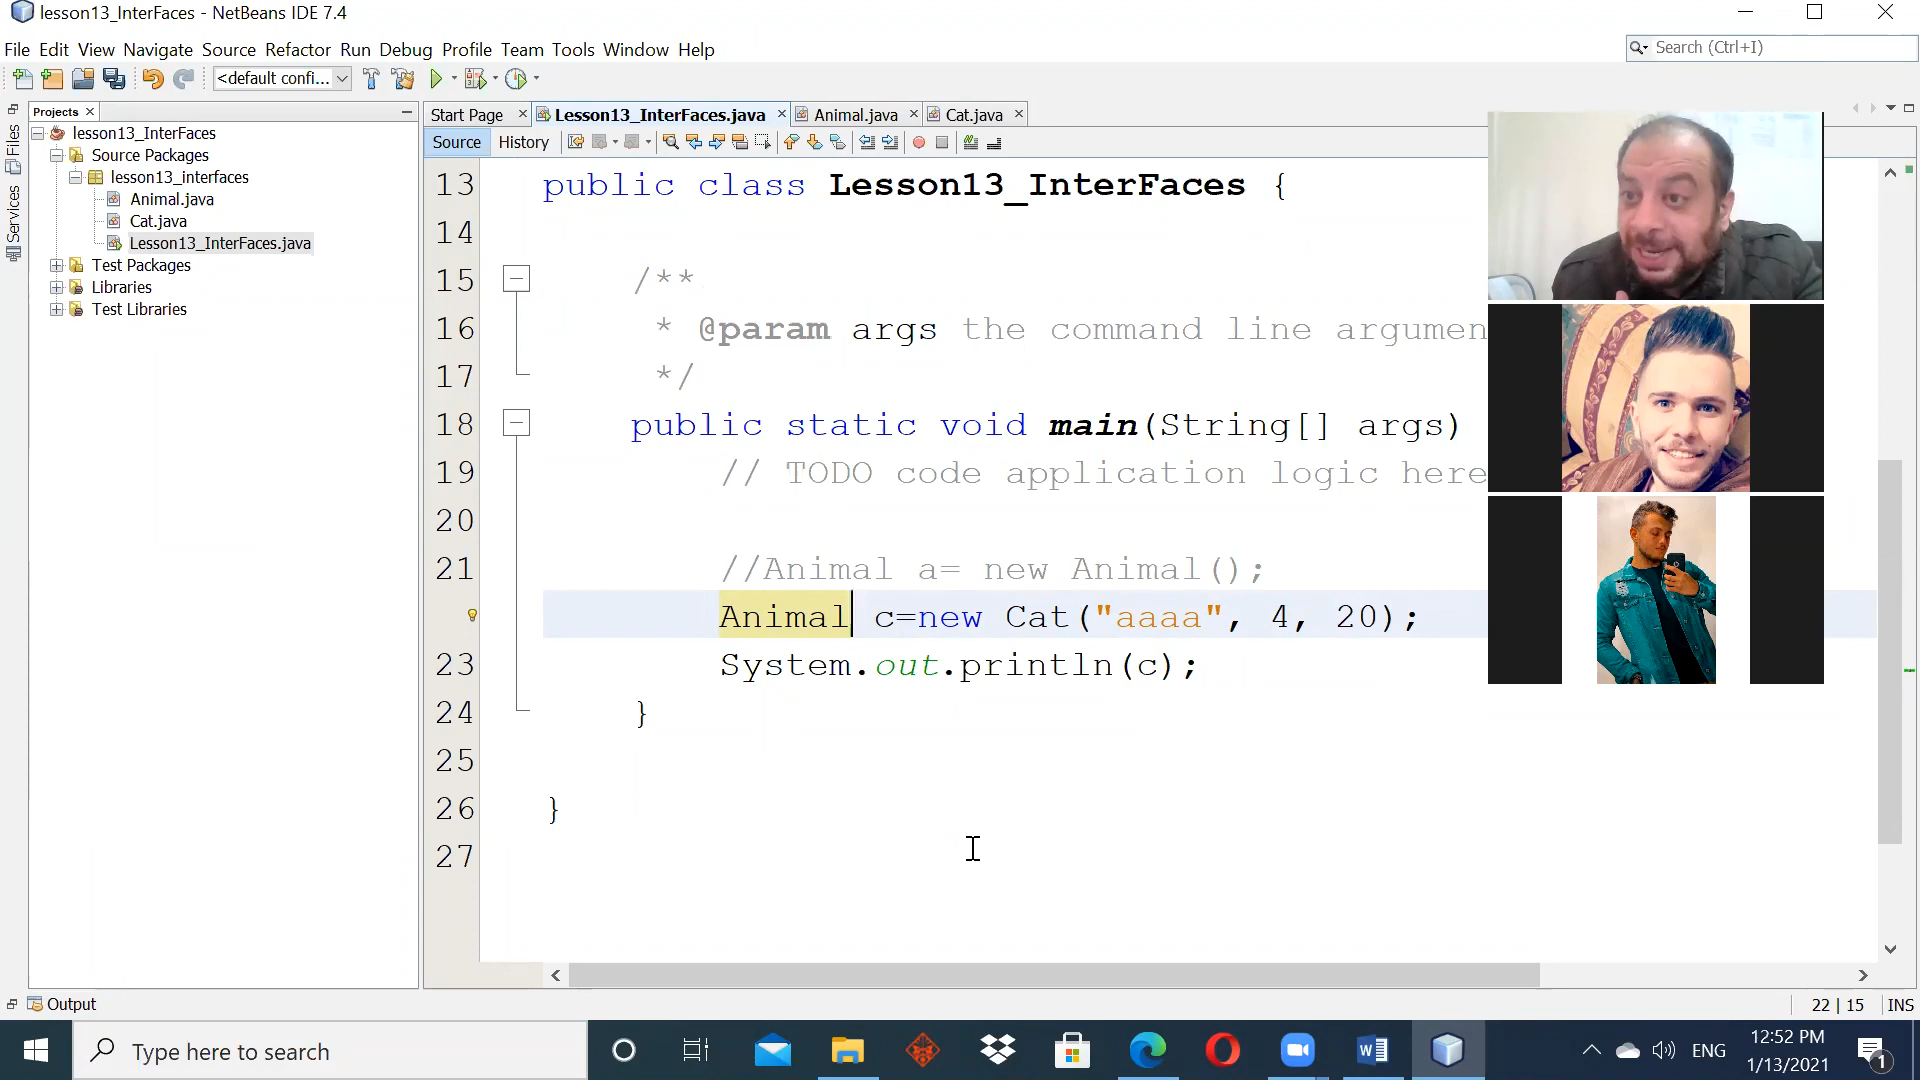 lesson13_InterFaces - NetBeans IDE 7.4
File Edit View Navigate Source Refactor Run Debug Profile Team Tools Window Help
Search (Ctrl+I)
<default confi...
Projects
Files
Services
lesson13_InterFaces
Source Packages
lesson13_interfaces
Animal.java
Cat.java
Lesson13_InterFaces.java
Test Packages
Libraries
Test Libraries
Start Page Lesson13_InterFaces.java Animal.java Cat.java
Source History
13 public class Lesson13_InterFaces {
14
15 /**
16 * @param args the command line argumen
17 */
18 public static void main(String[] args)
19 // TODO code application logic here
20
21 //Animal a= new Animal();
Animal c=new Cat("aaaa", 4, 20);
23 System.out.println(c);
24 }
25
26 }
27
Output
22 | 15 INS
Type here to search
ENG
12:52 PM
1/13/2021
1